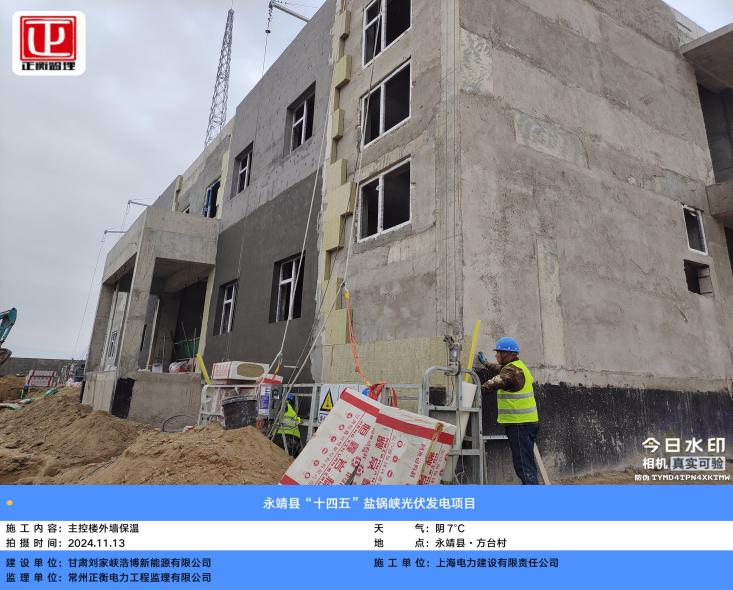 正衡监理
今日水印
相机 真实可验
防伪 TYMD4TPN4XKTMW
永靖县“十四五”盐锅峡光伏发电项目
施工内容：主控楼外墙保温
天气：阴 7℃
拍摄时间：2024.11.13
地点：永靖县·方台村
建设单位：甘肃刘家峡浩博新能源有限公司
施工单位：上海电力建设有限责任公司
监理单位：常州正衡电力工程监理有限公司